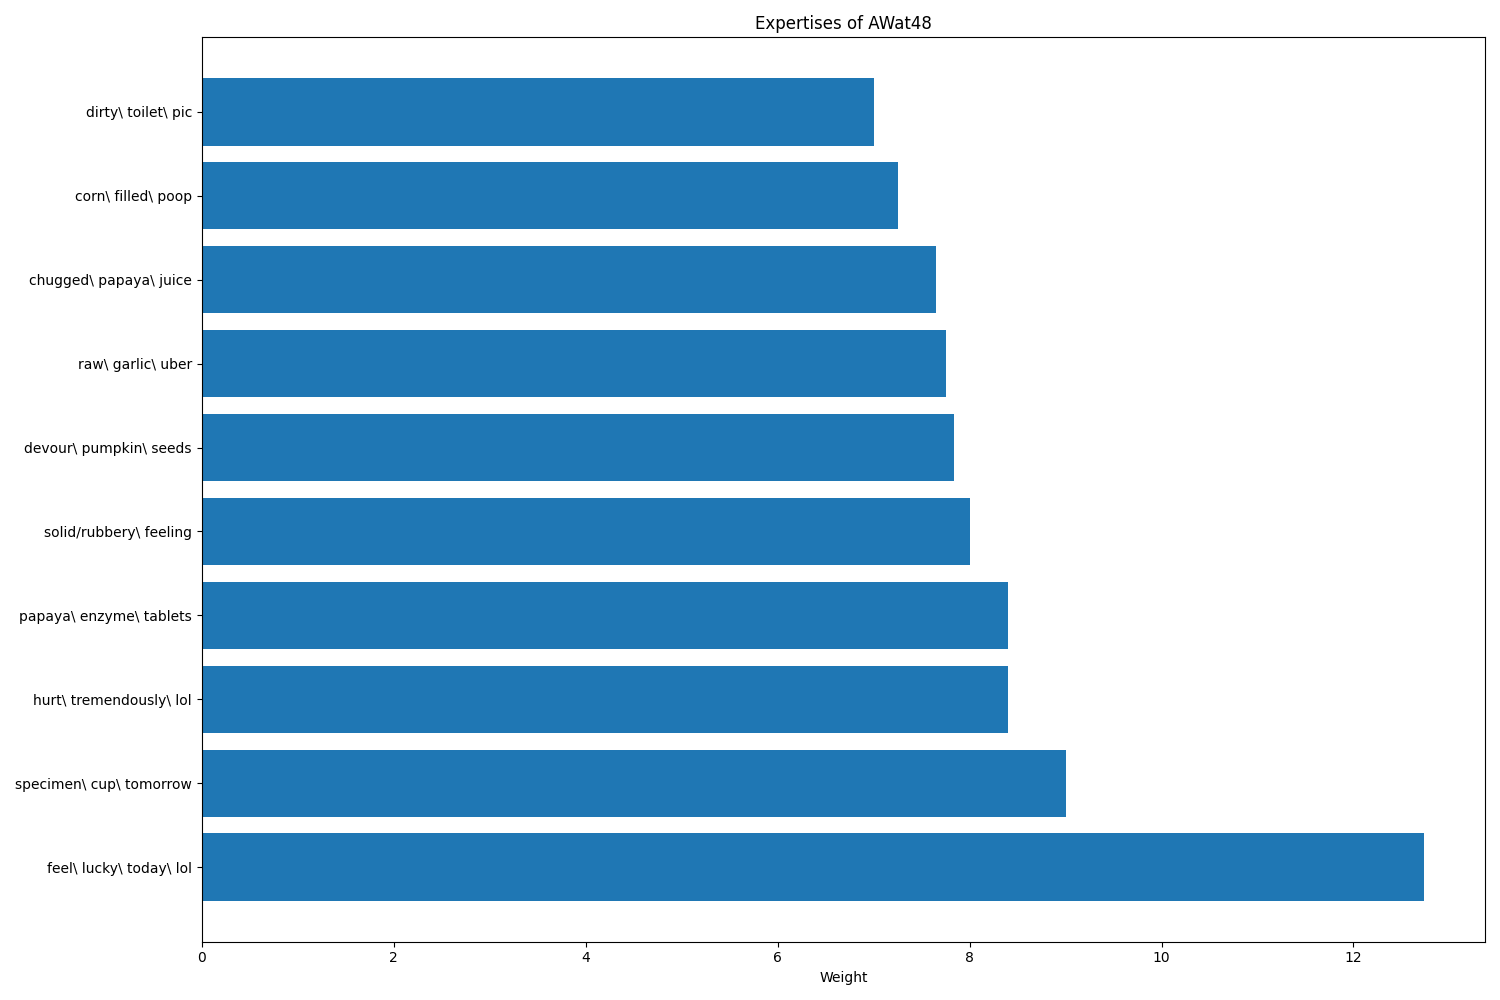 Expertises of AWat48
dirty\ toilet\ pic
corn\ filled\ poop
chugged\ papaya\ juice
raw\ garlic\ uber
devour\ pumpkin\ seeds
solid/rubbery\ feeling
papaya\ enzyme\ tablets
hurt\ tremendously\ lol
specimen\ cup\ tomorrow
feel\ lucky\ today\ lol
0 2 4 6 8 10 12
Weight